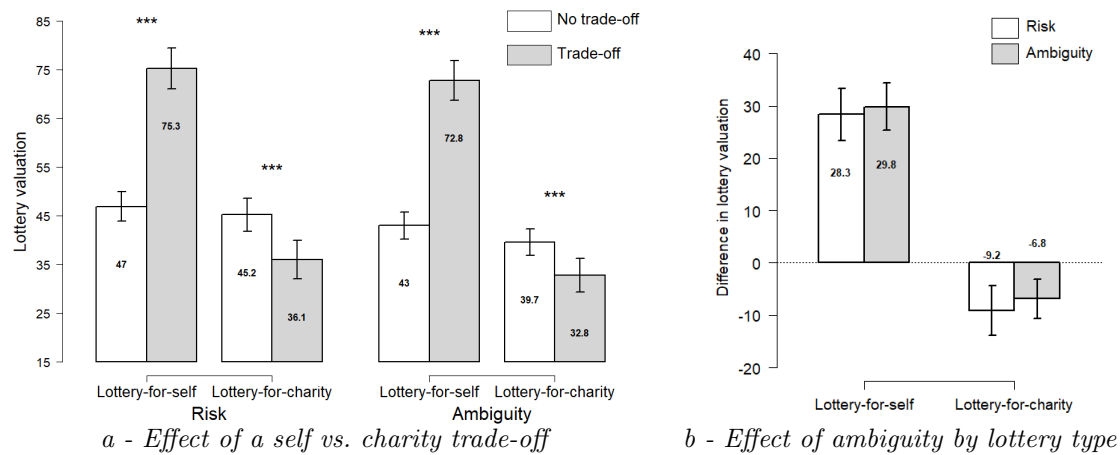 85
75
65
55
45
35
25
15
Lottery valuation
No trade-off
Trade-off
***
***
***
***
47
75.3
45.2
36.1
43
72.8
39.7
32.8
Lottery-for-self
Lottery-for-charity
Lottery-for-self
Lottery-for-charity
Risk
Ambiguity
a - Effect of a self vs. charity trade-off
40
30
20
10
0
-10
-20
Difference in lottery valuation
Risk
Ambiguity
28.3
29.8
-9.2
-6.8
Lottery-for-self
Lottery-for-charity
b - Effect of ambiguity by lottery type